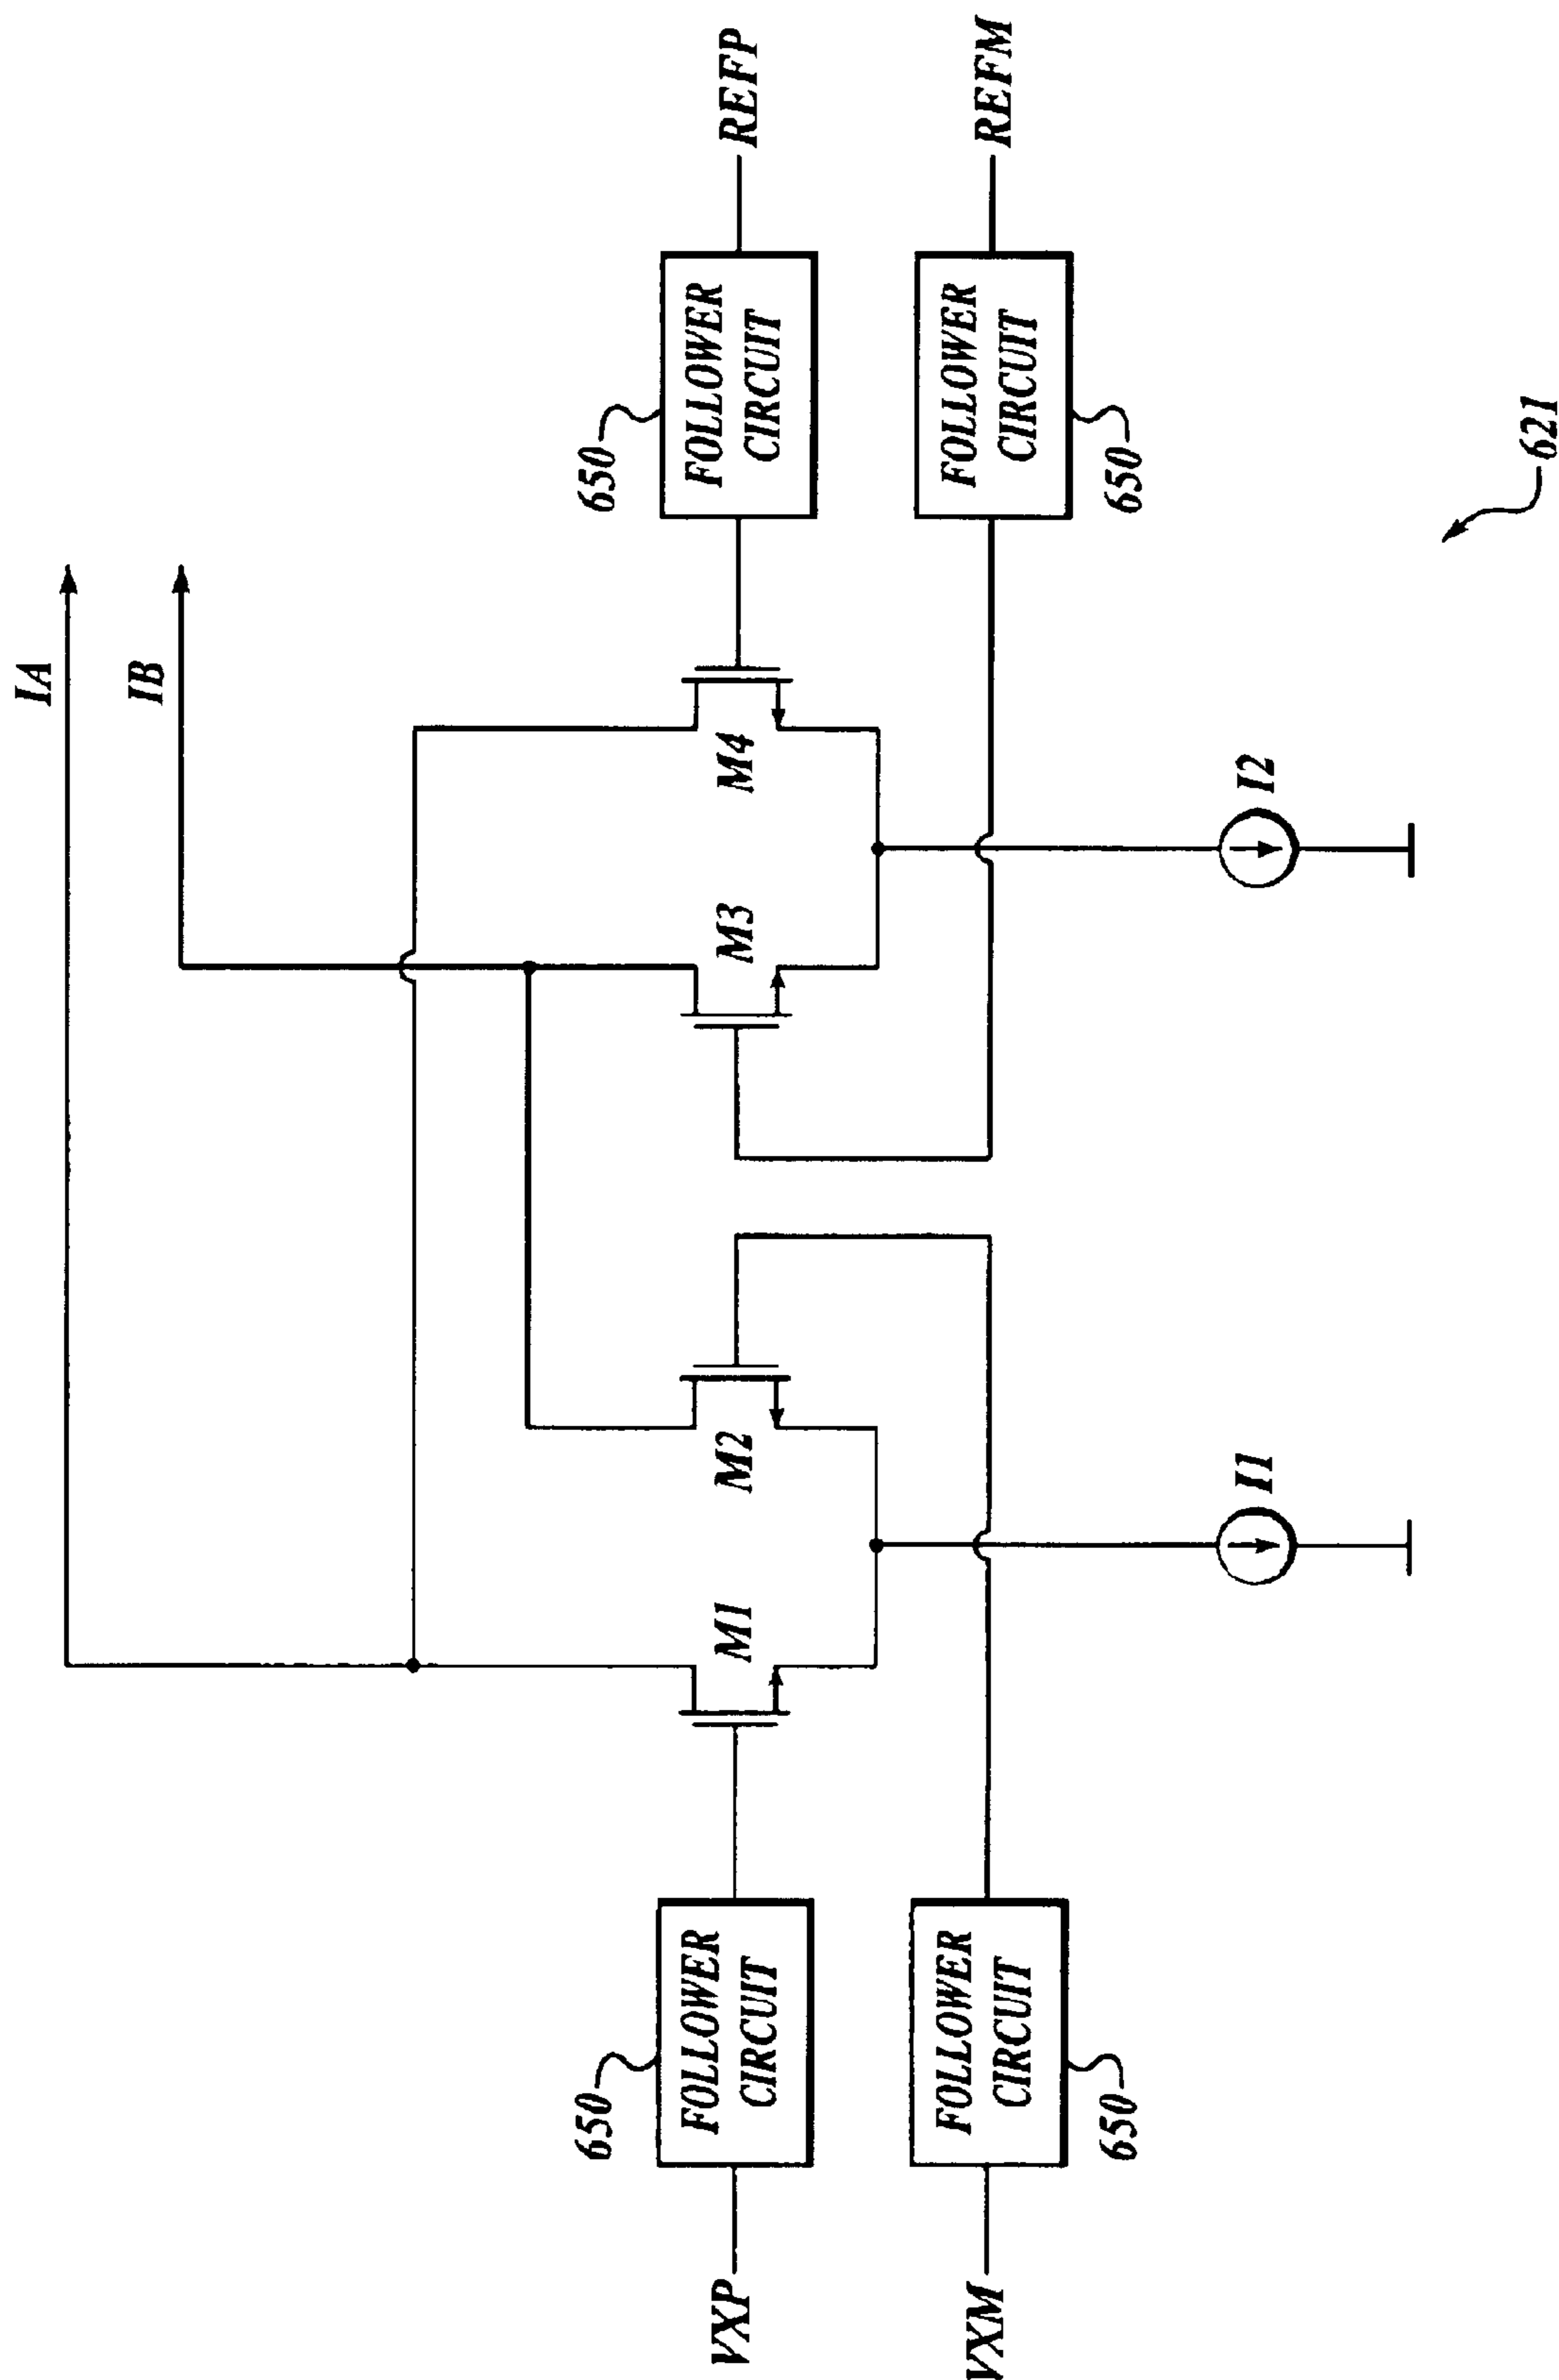 IA
IB
650
650
VXP
FOLLOWER
CIRCUIT
M1
M2
M3
M4
FOLLOWER
CIRCUIT
REFP
VXM
FOLLOWER
CIRCUIT
FOLLOWER
CIRCUIT
REFM
650
650
I1
I2
621